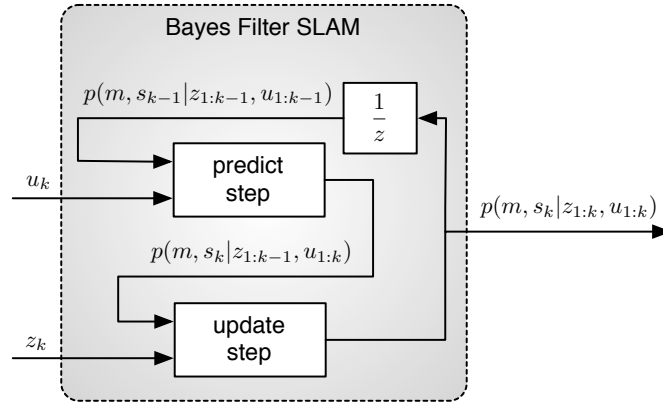 Bayes Filter SLAM
p(m, s_{k-1}|z_{1:k-1}, u_{1:k-1})
\frac{1}{z}
predict
step
u_k
p(m, s_k|z_{1:k}, u_{1:k})
p(m, s_k|z_{1:k-1}, u_{1:k})
update
step
z_k